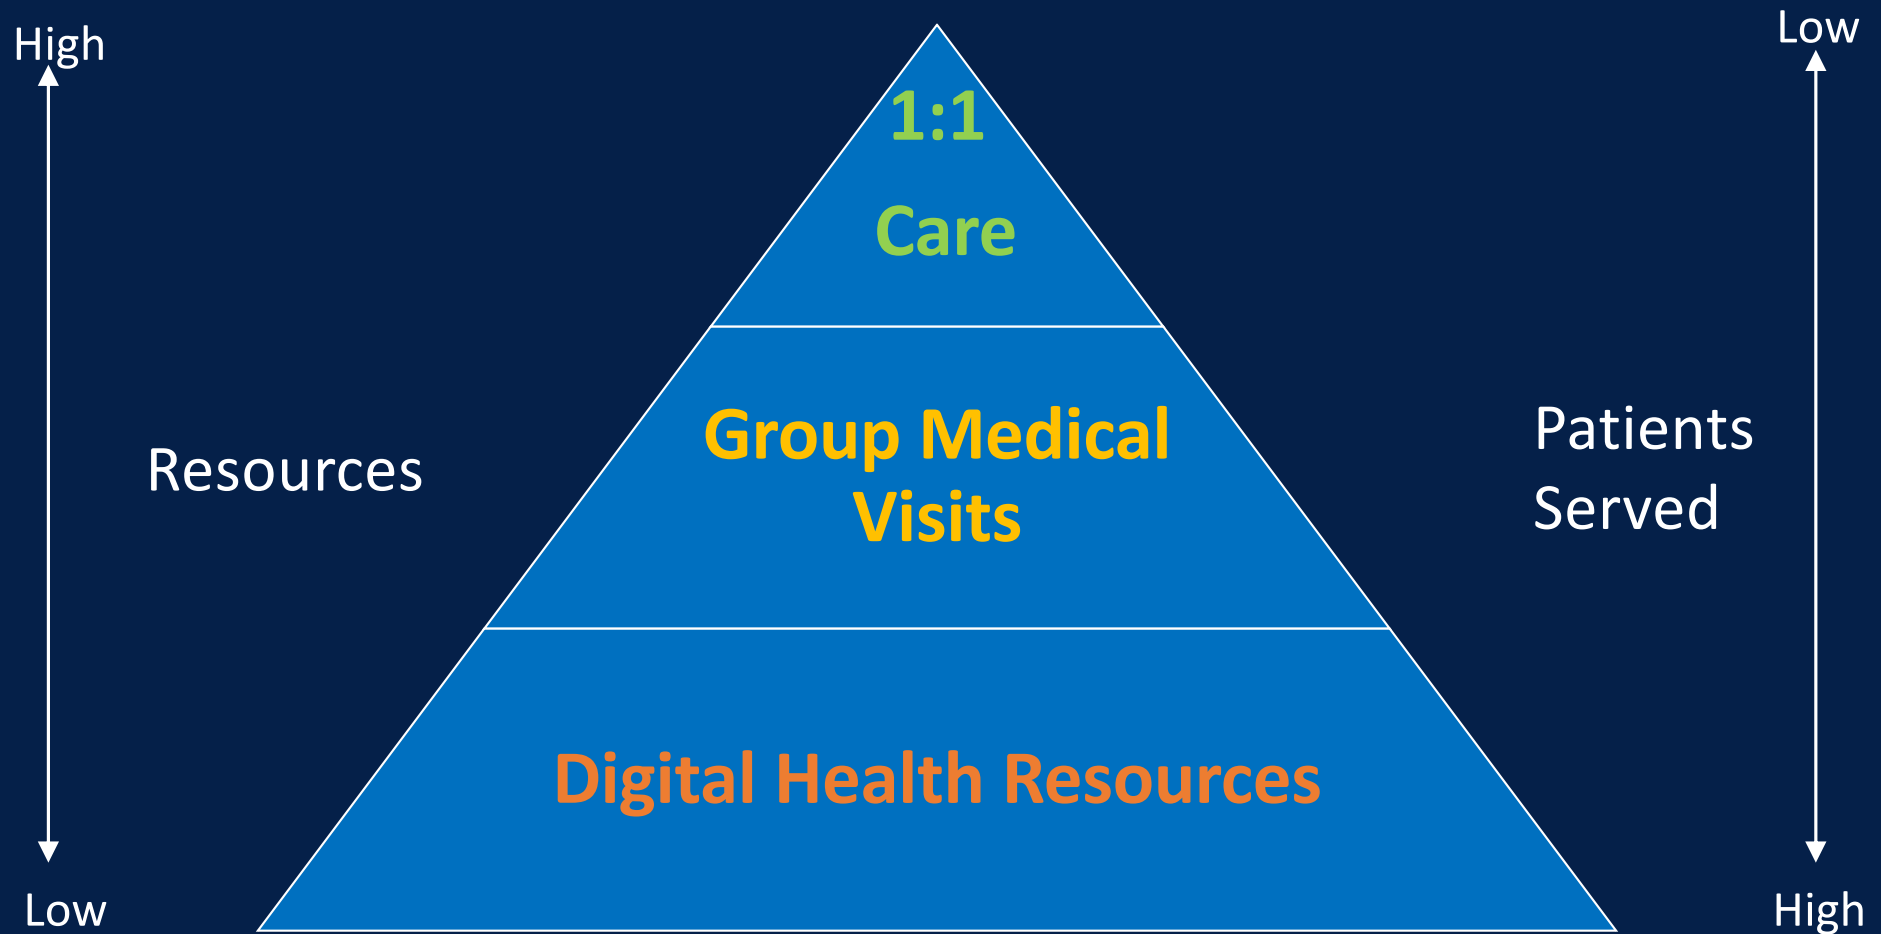 High
Low
1:1
Care
Group Medical
Visits
Resources
Patients
Served
Digital Health Resources
Low
High